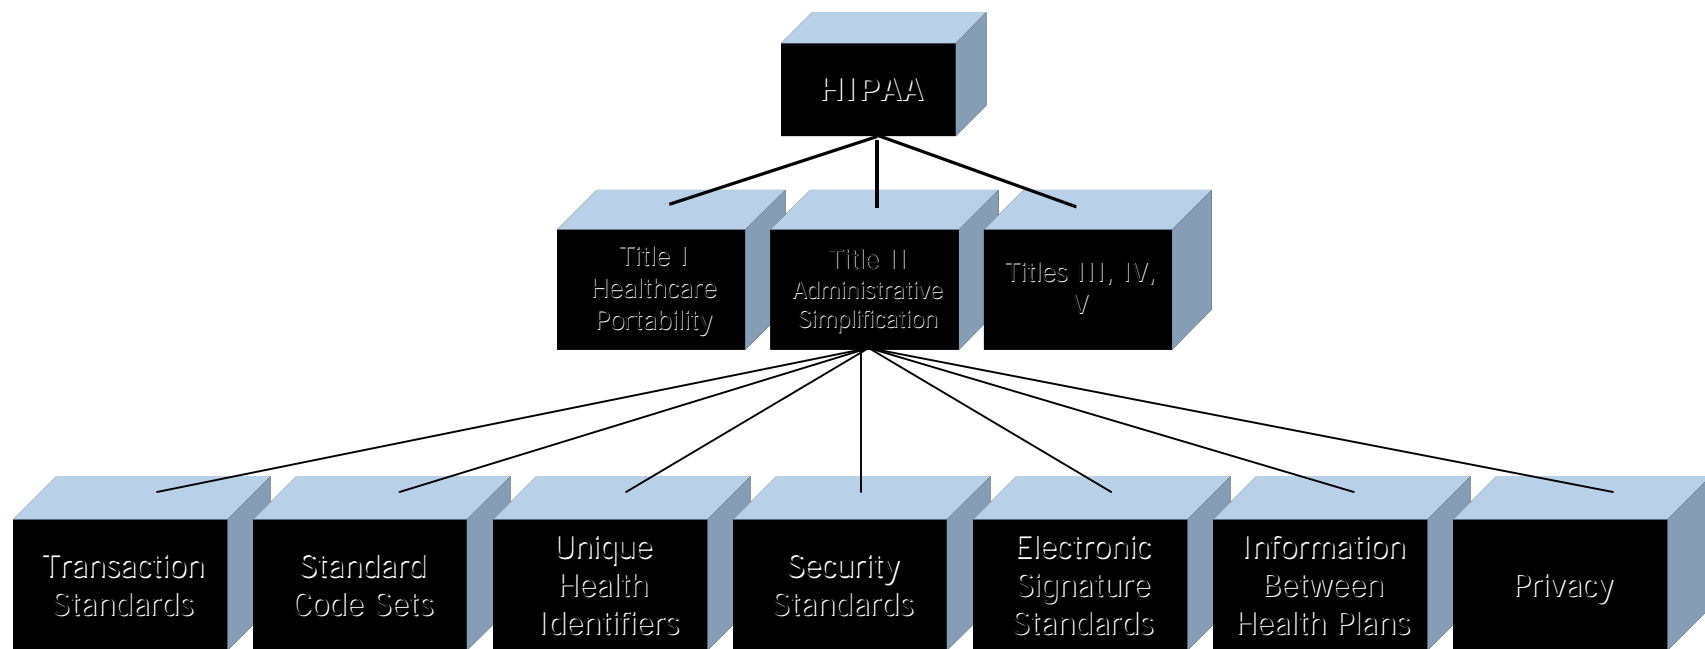 HIPAA
Title I
Healthcare
Portability
Title II
Administrative
Simplification
Titles III, IV,
V
Transaction
Standards
Standard
Code Sets
Unique
Health
Identifiers
Security
Standards
Electronic
Signature
Standards
Information
Between
Health Plans
Privacy